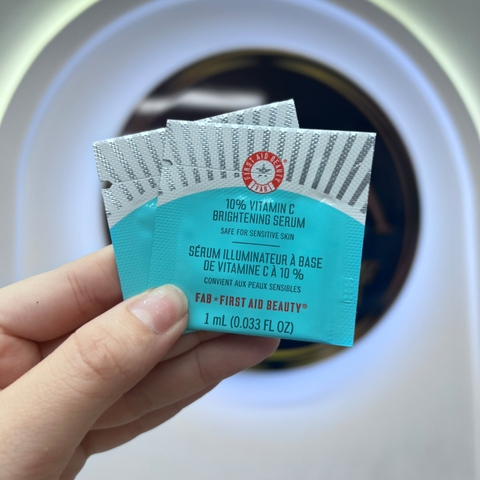 FIRST AID BEAUTY
10% VITAMIN C
BRIGHTENING SERUM
SAFE FOR SENSITIVE SKIN
SÉRUM ILLUMINATEUR À BASE
DE VITAMINE C À 10 %
CONVIENT AUX PEAUX SENSIBLES
FAB • FIRST AID BEAUTY®
1 mL (0.033 FL OZ)